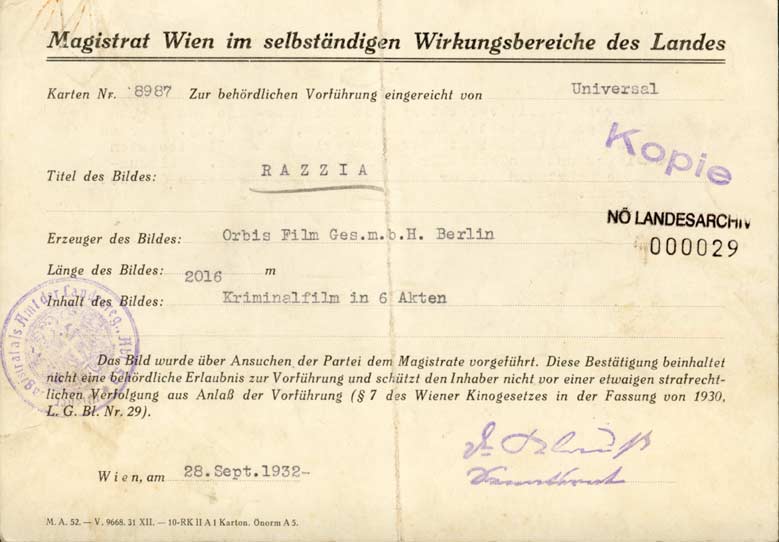 Magistrat Wien im selbständigen Wirkungsbereiche des Landes
Karten Nr. 8987 Zur behördlichen Vorführung eingereicht von Universal
Kopie
Titel des Bildes: RAZZIA
NÖ LANDESARCHIV
000029
Erzeuger des Bildes: Orbis Film Ges.m.b.H. Berlin
Länge des Bildes: 2016 m
Inhalt des Bildes: Kriminalfilm in 6 Akten
Das Bild wurde über Ansuchen der Partei dem Magistrate vorgeführt. Diese Bestätigung beinhaltet
nicht eine behördliche Erlaubnis zur Vorführung und schützt den Inhaber nicht vor einer etwaigen strafrecht-
lichen Verfolgung aus Anlaß der Vorführung (§ 7 des Wiener Kinogesetzes in der Fassung von 1930,
L. G. Bl. Nr. 29).
Wien, am 28.Sept.1932-
M. A. 52. — V. 9668. 31 XII. — 10-RK II A 1 Karton. Önorm A 5.